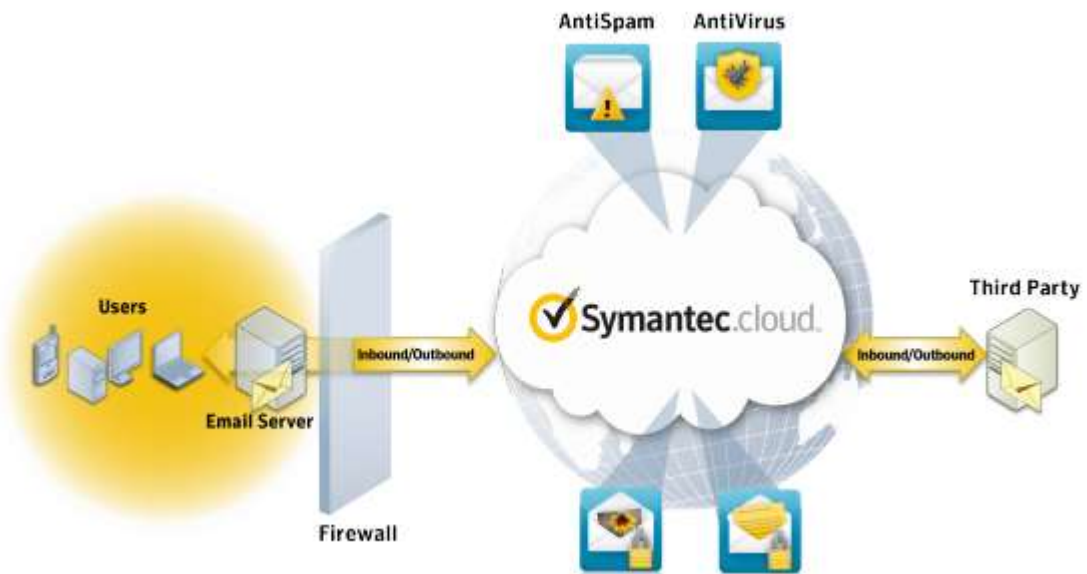 AntiSpam
AntiVirus
Users
Email Server
Inbound/Outbound
Firewall
Symantec.cloud
Inbound/Outbound
Third Party